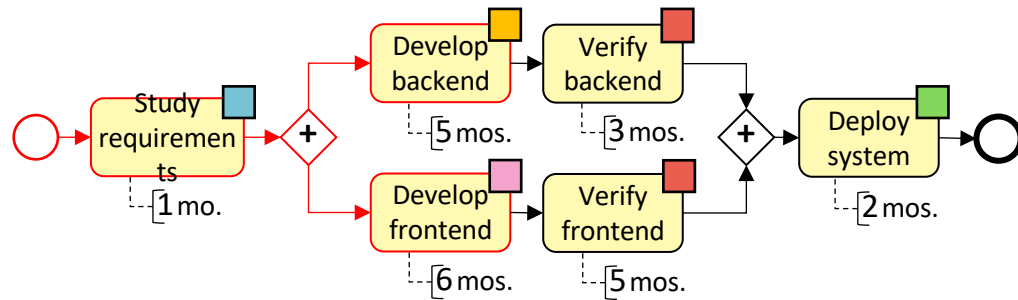 Study
requiremen
ts
1 mo.
+
Develop
backend
5 mos.
Verify
backend
3 mos.
Develop
frontend
6 mos.
Verify
frontend
5 mos.
+
Deploy
system
2 mos.